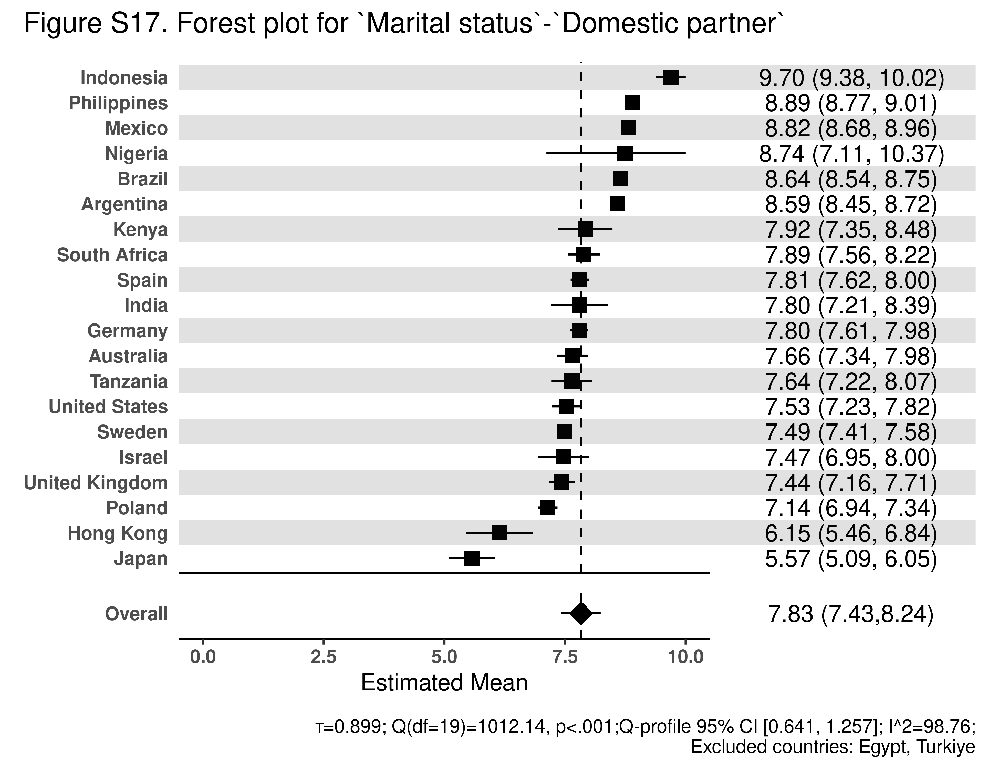 Figure S17. Forest plot for `Marital status`-`Domestic partner`
Indonesia 9.70 (9.38, 10.02)
Philippines 8.89 (8.77, 9.01)
Mexico 8.82 (8.68, 8.96)
Nigeria 8.74 (7.11, 10.37)
Brazil 8.64 (8.54, 8.75)
Argentina 8.59 (8.45, 8.72)
Kenya 7.92 (7.35, 8.48)
South Africa 7.89 (7.56, 8.22)
Spain 7.81 (7.62, 8.00)
India 7.80 (7.21, 8.39)
Germany 7.80 (7.61, 7.98)
Australia 7.66 (7.34, 7.98)
Tanzania 7.64 (7.22, 8.07)
United States 7.53 (7.23, 7.82)
Sweden 7.49 (7.41, 7.58)
Israel 7.47 (6.95, 8.00)
United Kingdom 7.44 (7.16, 7.71)
Poland 7.14 (6.94, 7.34)
Hong Kong 6.15 (5.46, 6.84)
Japan 5.57 (5.09, 6.05)
Overall 7.83 (7.43,8.24)
0.0 2.5 5.0 7.5 10.0
Estimated Mean
τ=0.899; Q(df=19)=1012.14, p<.001;Q-profile 95% CI [0.641, 1.257]; I^2=98.76;
Excluded countries: Egypt, Turkiye